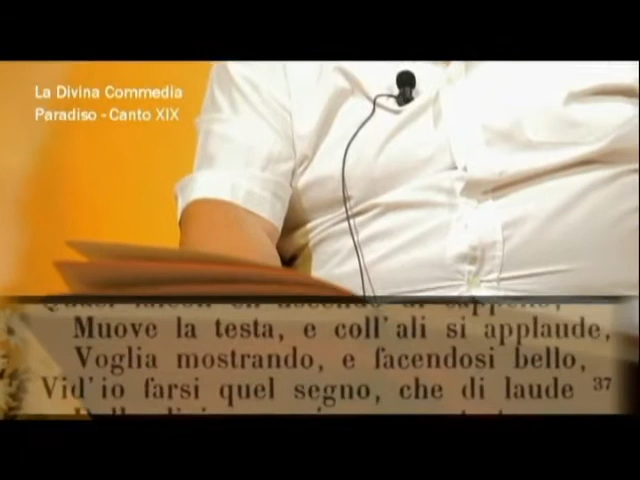 La Divina Commedia
Paradiso - Canto XIX
Muove la testa, e coll'ali si applaude,
Voglia mostrando, e facendosi bello,
Vid'io farsi quel segno, che di laude 37